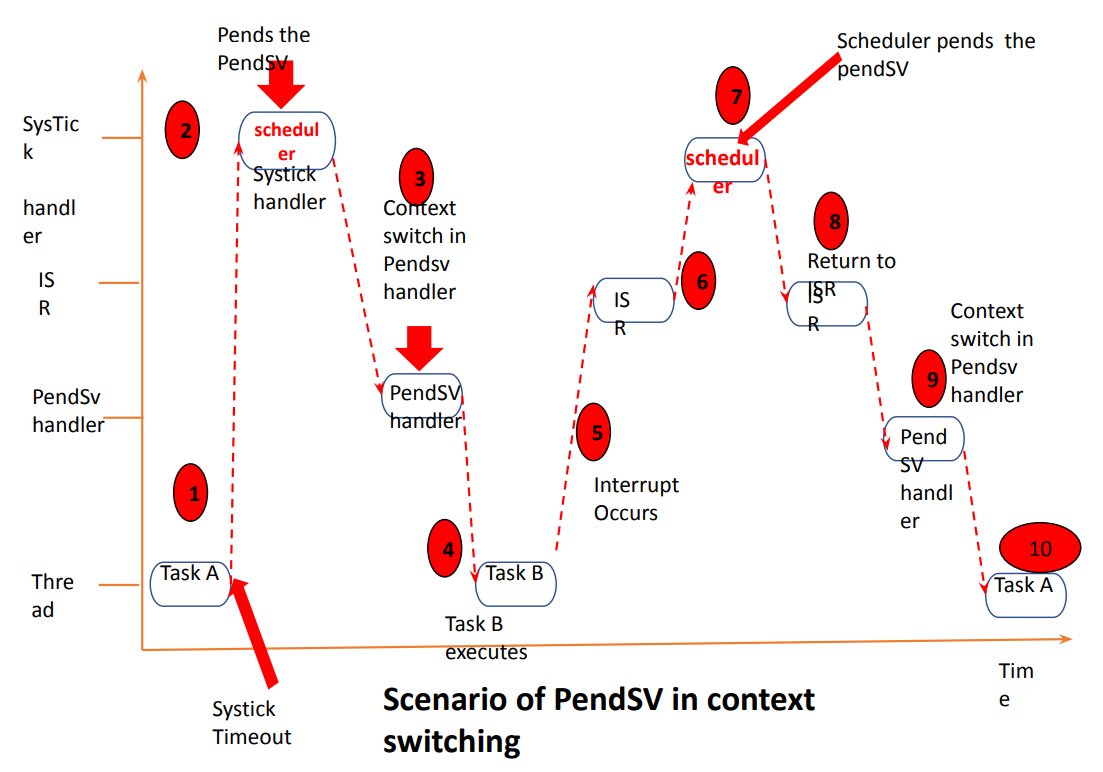 Pends the
PendSV
Scheduler pends  the
pendSV
7
2
SysTic
k
handl
er
schedul
er
Systick
handler
3
Context
switch in
Pendsv
handler
schedul
er
8
Return to
ISR
IS
R
IS
R
IS
R
6
Context
switch in
Pendsv
handler
9
PendSv
handler
PendSV
handler
5
Interrupt
Occurs
Pend
SV
handl
er
1
4
10
Thre
ad
Task A
Task B
Task A
Task B
executes
Tim
e
Systick
Timeout
Scenario of PendSV in context
switching